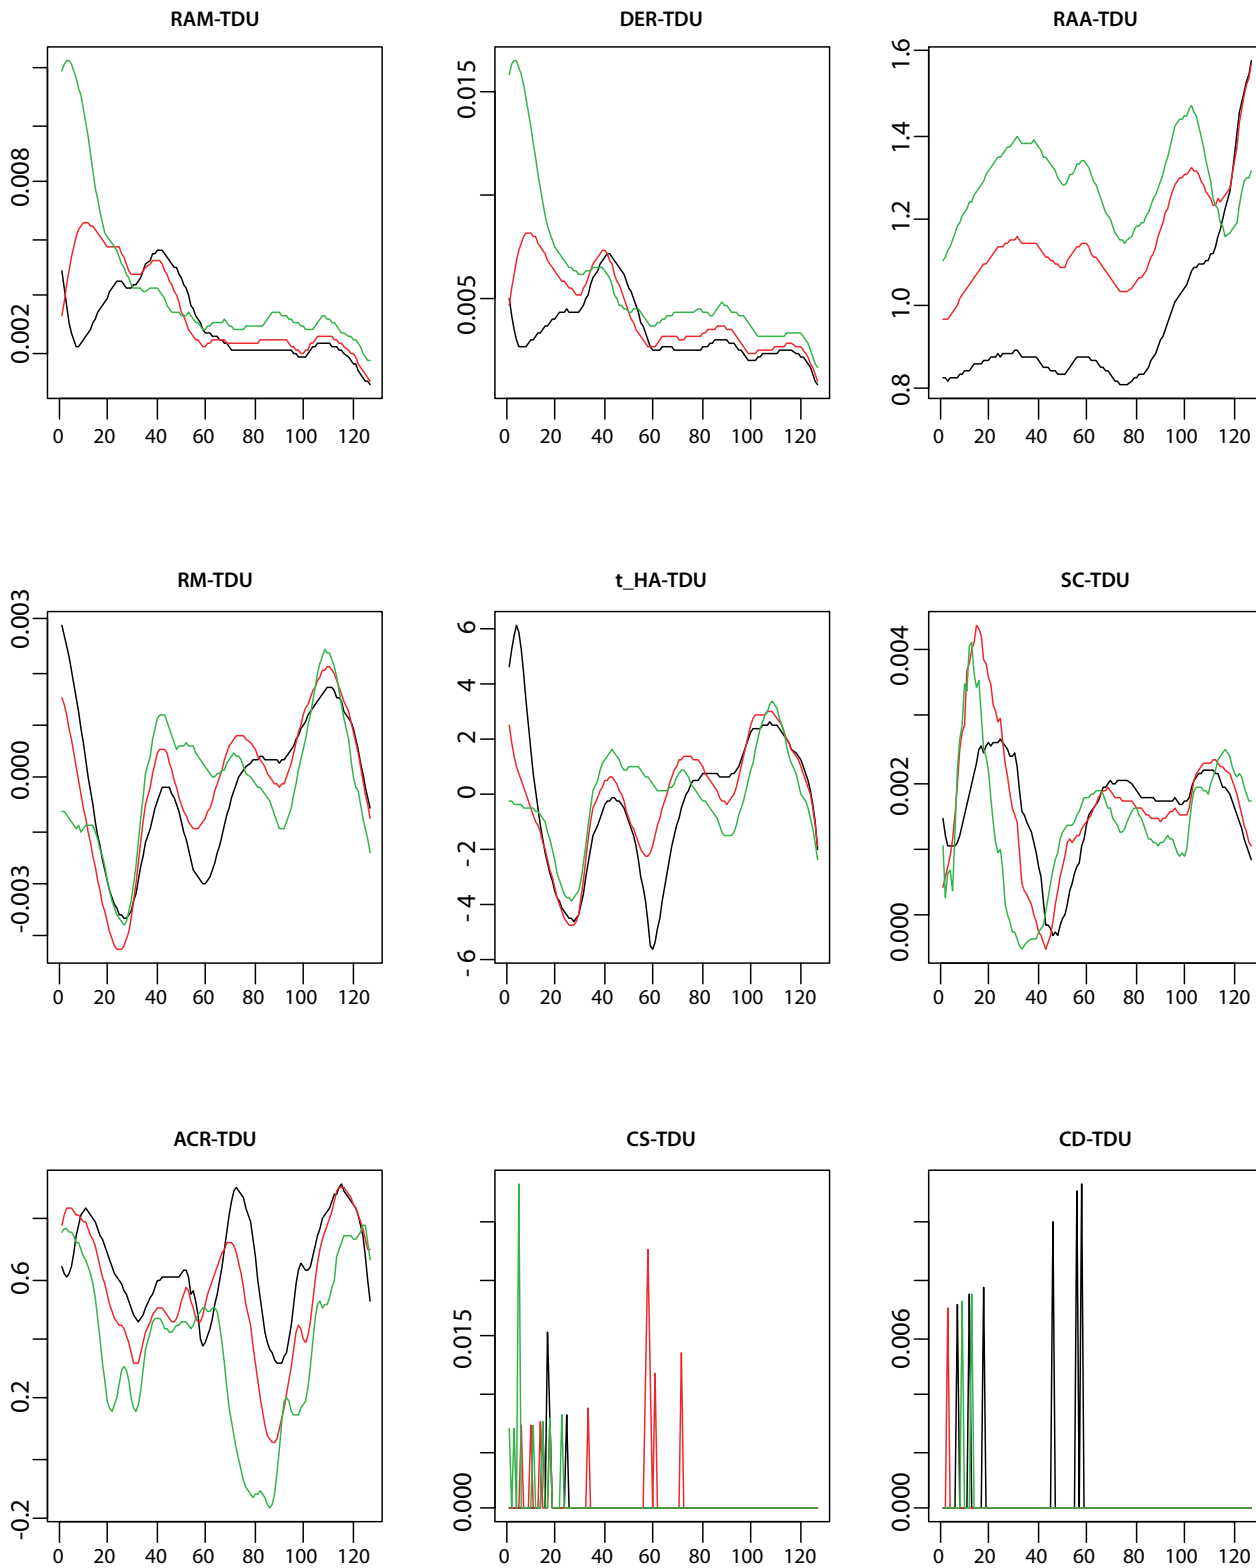 RAM-TDU DER-TDU RAA-TDU
0.002 0.008
0 20 40 60 80 100 120
0.005 0.015
0 20 40 60 80 100 120
0.8 1.0 1.2 1.4 1.6
0 20 40 60 80 100 120
RM-TDU t_HA-TDU SC-TDU
-0.003 0.000 0.003
0 20 40 60 80 100 120
-6 -4 -2 0 2 4 6
0 20 40 60 80 100 120
0.000 0.002 0.004
0 20 40 60 80 100 120
ACR-TDU CS-TDU CD-TDU
-0.2 0.2 0.6
0 20 40 60 80 100 120
0.000 0.015
0 20 40 60 80 100 120
0.000 0.006
0 20 40 60 80 100 120